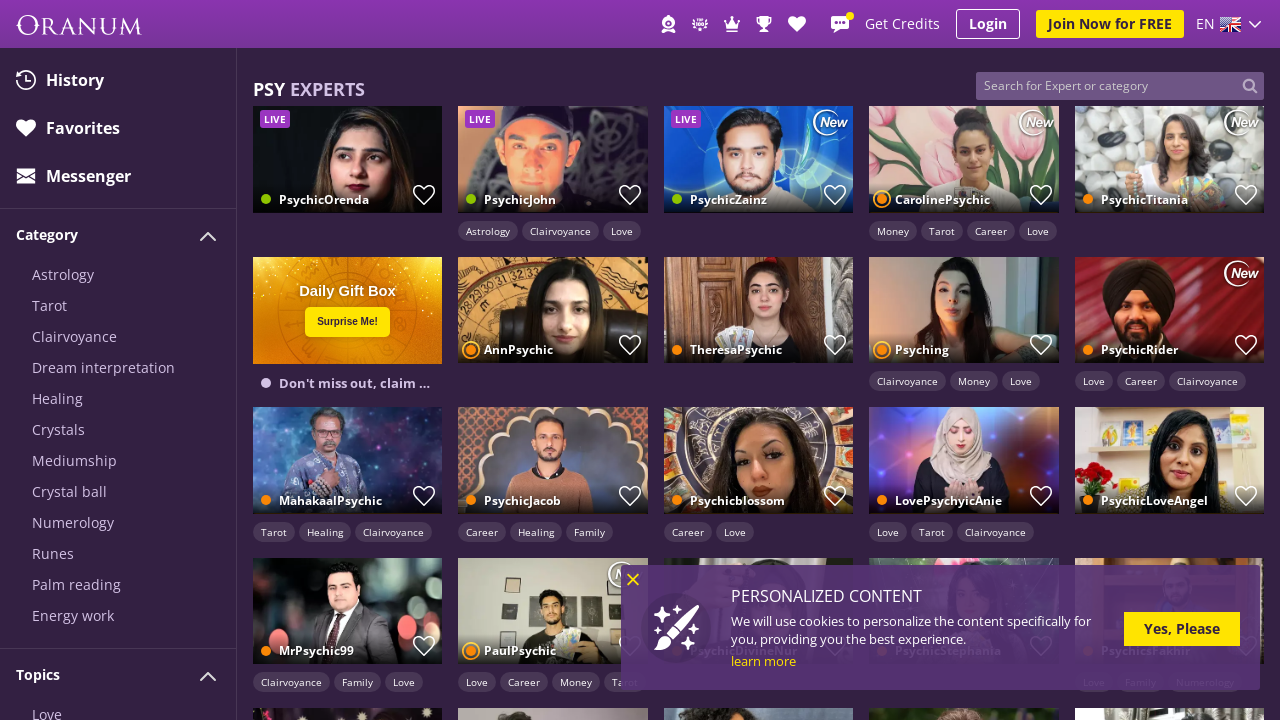 ORANUM
TOP 100
Get Credits
Login
Join Now for FREE
EN
History
Favorites
Messenger
Category
Astrology
Tarot
Clairvoyance
Dream interpretation
Healing
Crystals
Mediumship
Crystal ball
Numerology
Runes
Palm reading
Energy work
Topics
Love
PSY EXPERTS
Search for Expert or category
LIVE
PsychicOrenda
LIVE
PsychicJohn
Astrology Clairvoyance Love
LIVE
New
PsychicZainz
New
CarolinePsychic
Money Tarot Career Love
New
PsychicTitania
Daily Gift Box
Surprise Me!
Don't miss out, claim ...
AnnPsychic
TheresaPsychic
Psyching
Clairvoyance Money Love
New
PsychicRider
Love Career Clairvoyance
MahakaalPsychic
Tarot Healing Clairvoyance
PsychicJacob
Career Healing Family
Psychicblossom
Career Love
LovePsychyicAnie
Love Tarot Clairvoyance
PsychicLoveAngel
MrPsychic99
Clairvoyance Family Love
PaulPsychic
Love Career Money Tarot
PsychicDivineNur
PsychicStephania
PsychicsFakhir
Love Family Numerology
PERSONALIZED CONTENT
We will use cookies to personalize the content specifically for
you, providing you the best experience.
learn more
Yes, Please